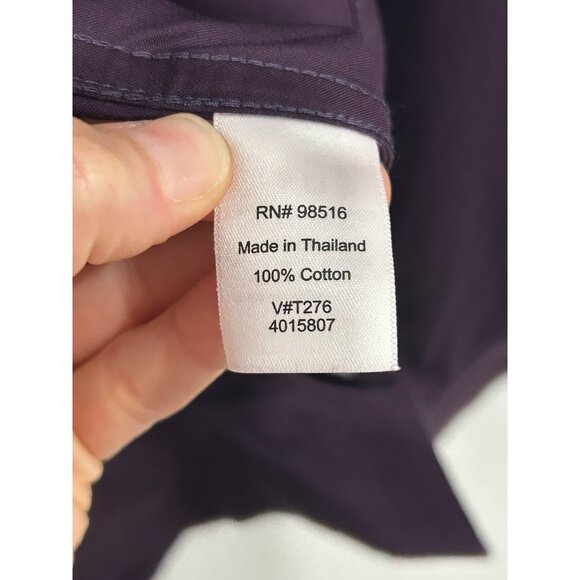 RN# 98516
Made in Thailand
100% Cotton
V#T276
4015807